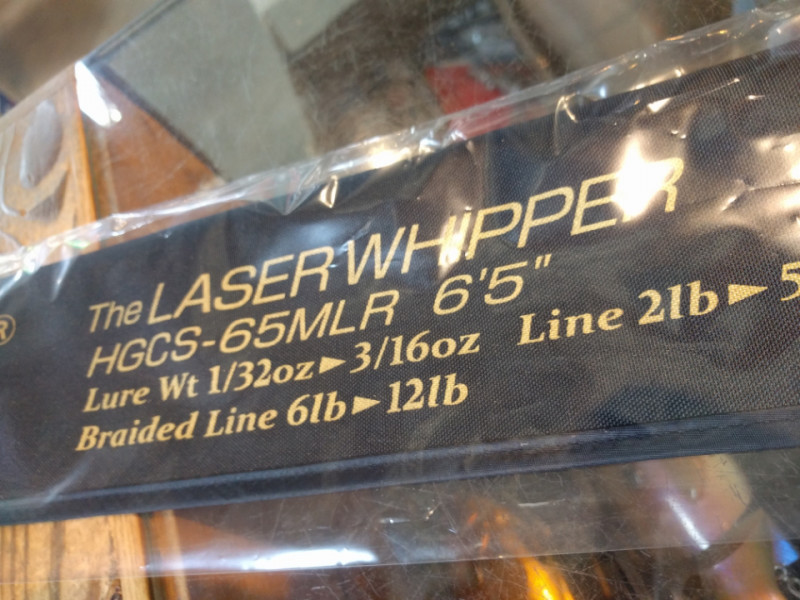 ®
The LASER WHIPPER
HGCS-65MLR 6'5"
Lure Wt 1/32oz►3/16oz Line 2lb►5
Braided Line 6lb►12lb